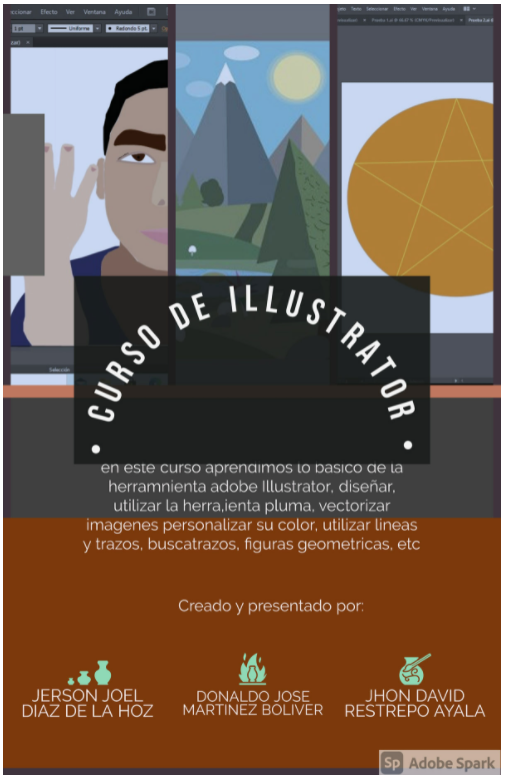 ccionar Efecto Ver Ventana Ayuda
1 pt Uniforme Redondo 5 pt.
Texto Seleccionar Efecto Ver Ventana Ayuda
Selección
CURSO DE ILLUSTRATOR
en este curso aprendimos lo basico de la
herramnienta adobe Illustrator, diseñar,
utilizar la herra,ienta pluma, vectorizar
imagenes personalizar su color, utilizar lineas
y trazos, buscatrazos, figuras geometricas, etc
Creado y presentado por:
JERSON JOEL
DIAZ DE LA HOZ
DONALDO JOSE
MARTINEZ BOLIVER
JHON DAVID
RESTREPO AYALA
Sp Adobe Spark